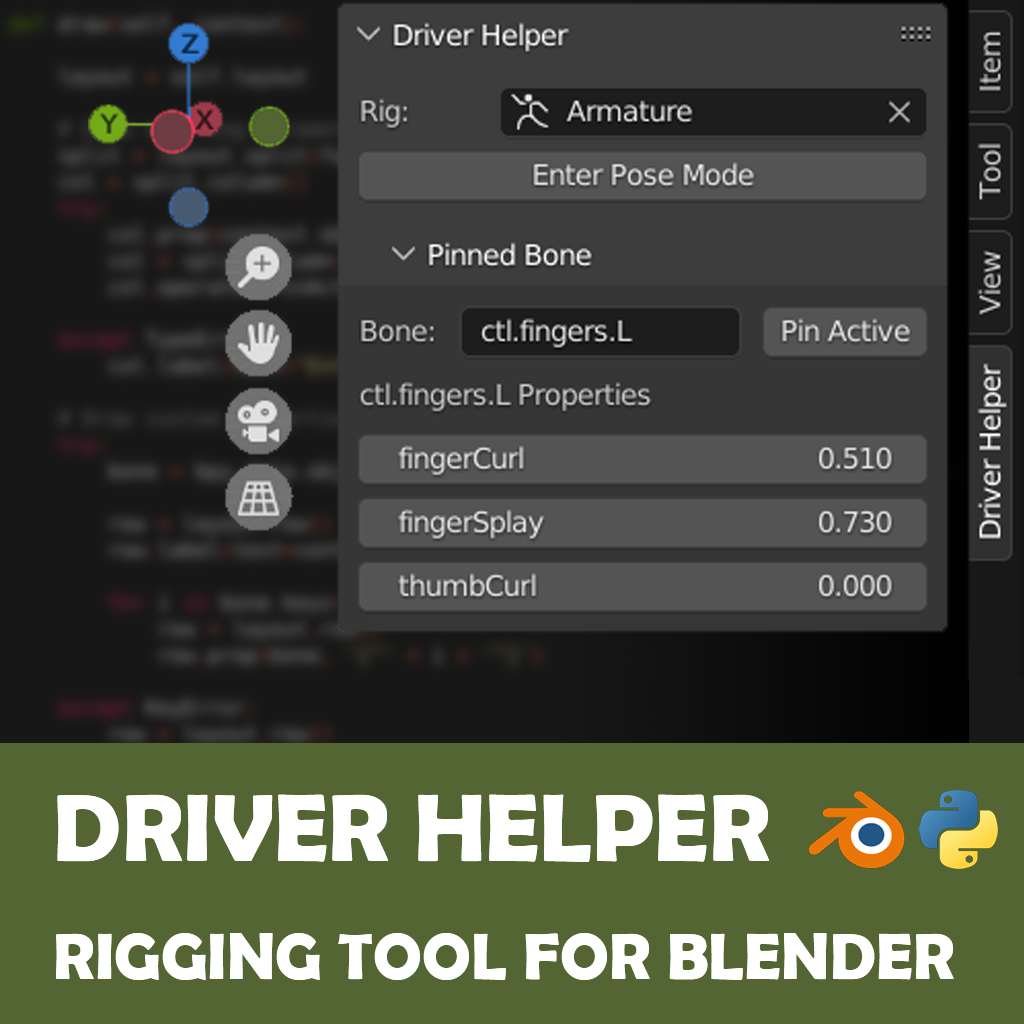 Driver Helper
Rig: Armature
Enter Pose Mode
Pinned Bone
Bone: ctl.fingers.L Pin Active
ctl.fingers.L Properties
fingerCurl 0.510
fingerSplay 0.730
thumbCurl 0.000
Z
Y
X
Item
Tool
View
Driver Helper
DRIVER HELPER
RIGGING TOOL FOR BLENDER